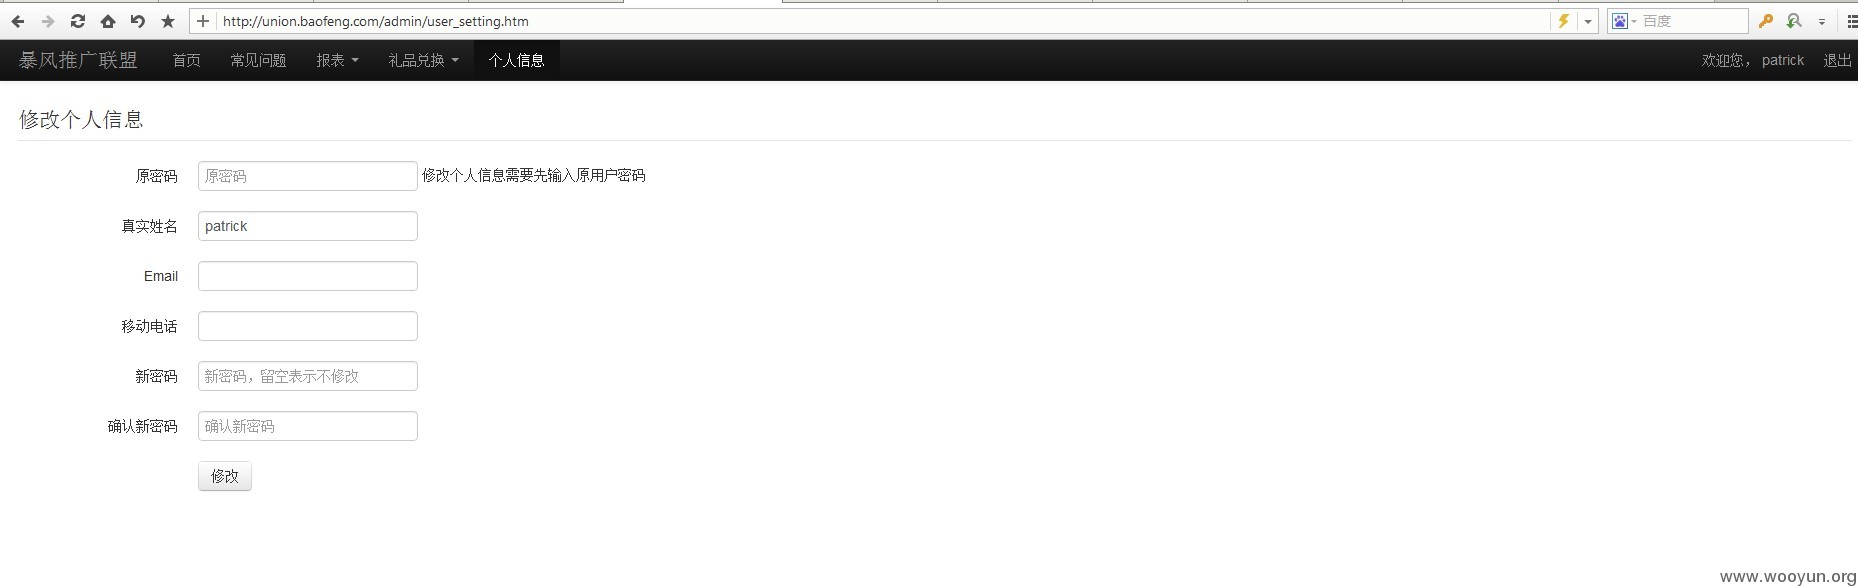 http://union.baofeng.com/admin/user_setting.htm
百度
暴风推广联盟 首页 常见问题 报表 礼品兑换 个人信息 欢迎您， patrick 退出
修改个人信息
原密码 原密码 修改个人信息需要先输入原用户密码
真实姓名 patrick
Email
移动电话
新密码 新密码，留空表示不修改
确认新密码 确认新密码
修改
www.wooyun.org